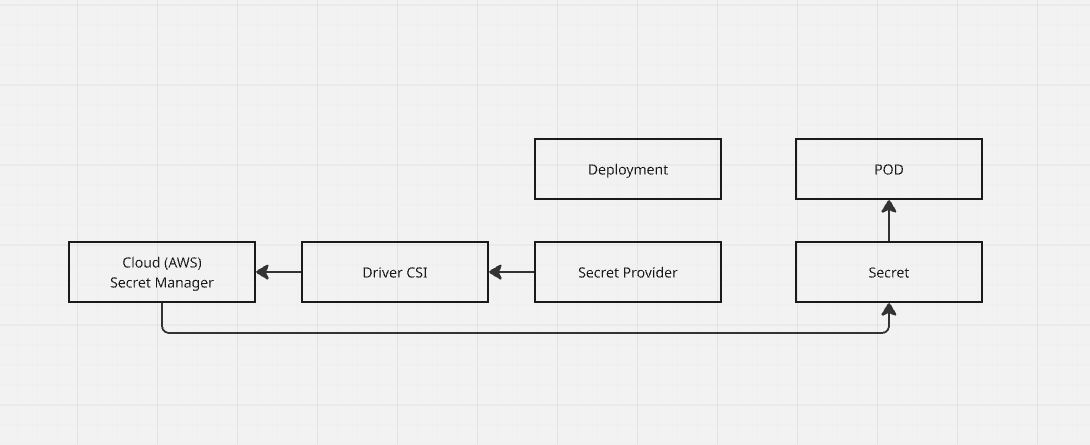 Deployment
POD
Cloud (AWS)
Secret Manager
Driver CSI
Secret Provider
Secret